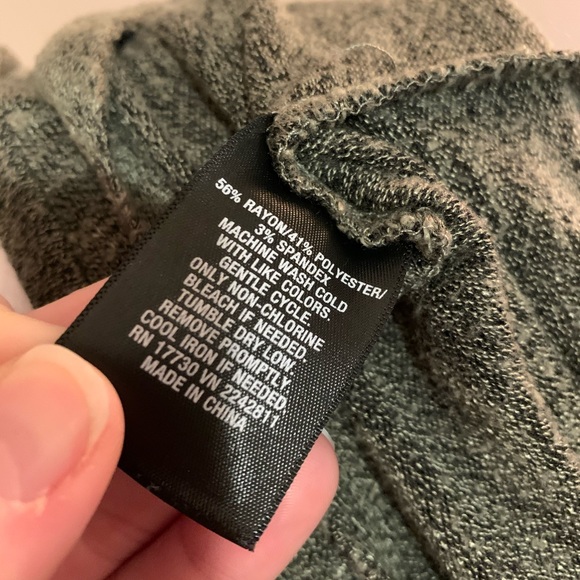 56% RAYON/41% POLYESTER/
3% SPANDEX
MACHINE WASH COLD
WITH LIKE COLORS.
GENTLE CYCLE.
ONLY NON-CHLORINE
BLEACH IF NEEDED.
TUMBLE DRY LOW.
REMOVE PROMPTLY.
COOL IRON IF NEEDED.
RN 17730 VN 2242811
MADE IN CHINA